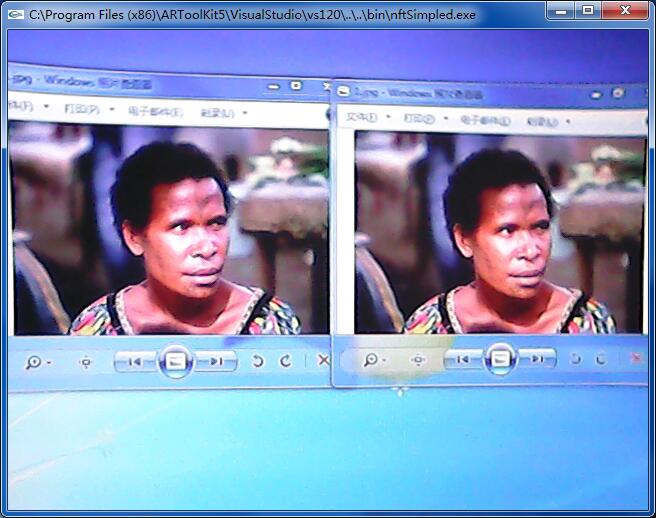 C:\Program Files (x86)\ARToolKit5\VisualStudio\vs120\..\..\bin\nftSimpled.exe
.jpg - Windows 照片查看器
1.jpg - Windows 照片查看器
打印(P) 电子邮件(E) 刻录(U)
文件(F) 打印(P) 电子邮件(E) 刻录(U)